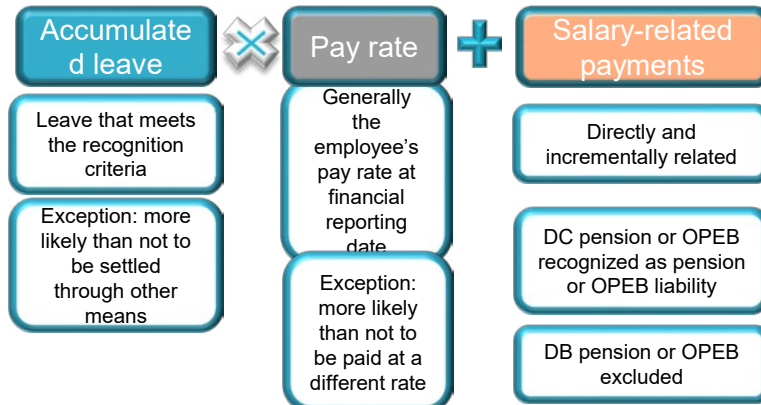 Accumulate
d leave
Leave that meets
the recognition
criteria
Exception: more
likely than not to
be settled
through other
means
Pay rate
Generally
the
employee's
pay rate at
financial
reporting
date
Exception:
more likely
than not to
be paid at a
different rate
Salary-related
payments
Directly and
incrementally related
DC pension or OPEB
recognized as pension
or OPEB liability
DB pension or OPEB
excluded